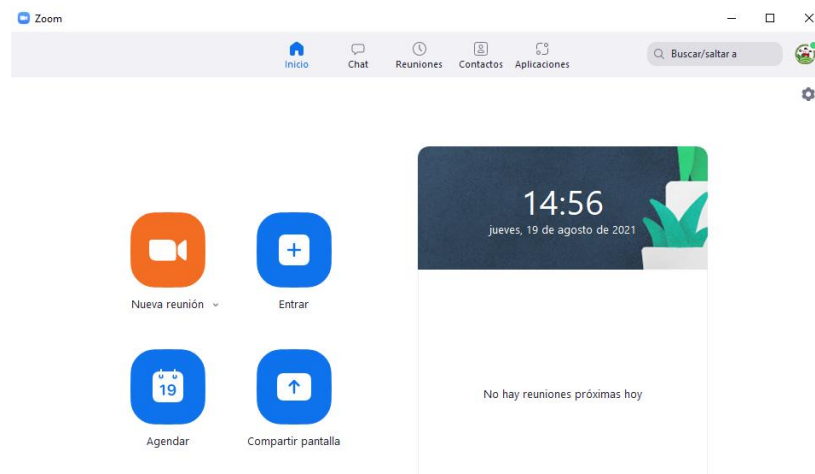 Zoom
Inicio
Chat
Reuniones
Contactos
Aplicaciones
Buscar/saltar a
14:56
jueves, 19 de agosto de 2021
Nueva reunión
Entrar
19
Agendar
Compartir pantalla
No hay reuniones próximas hoy